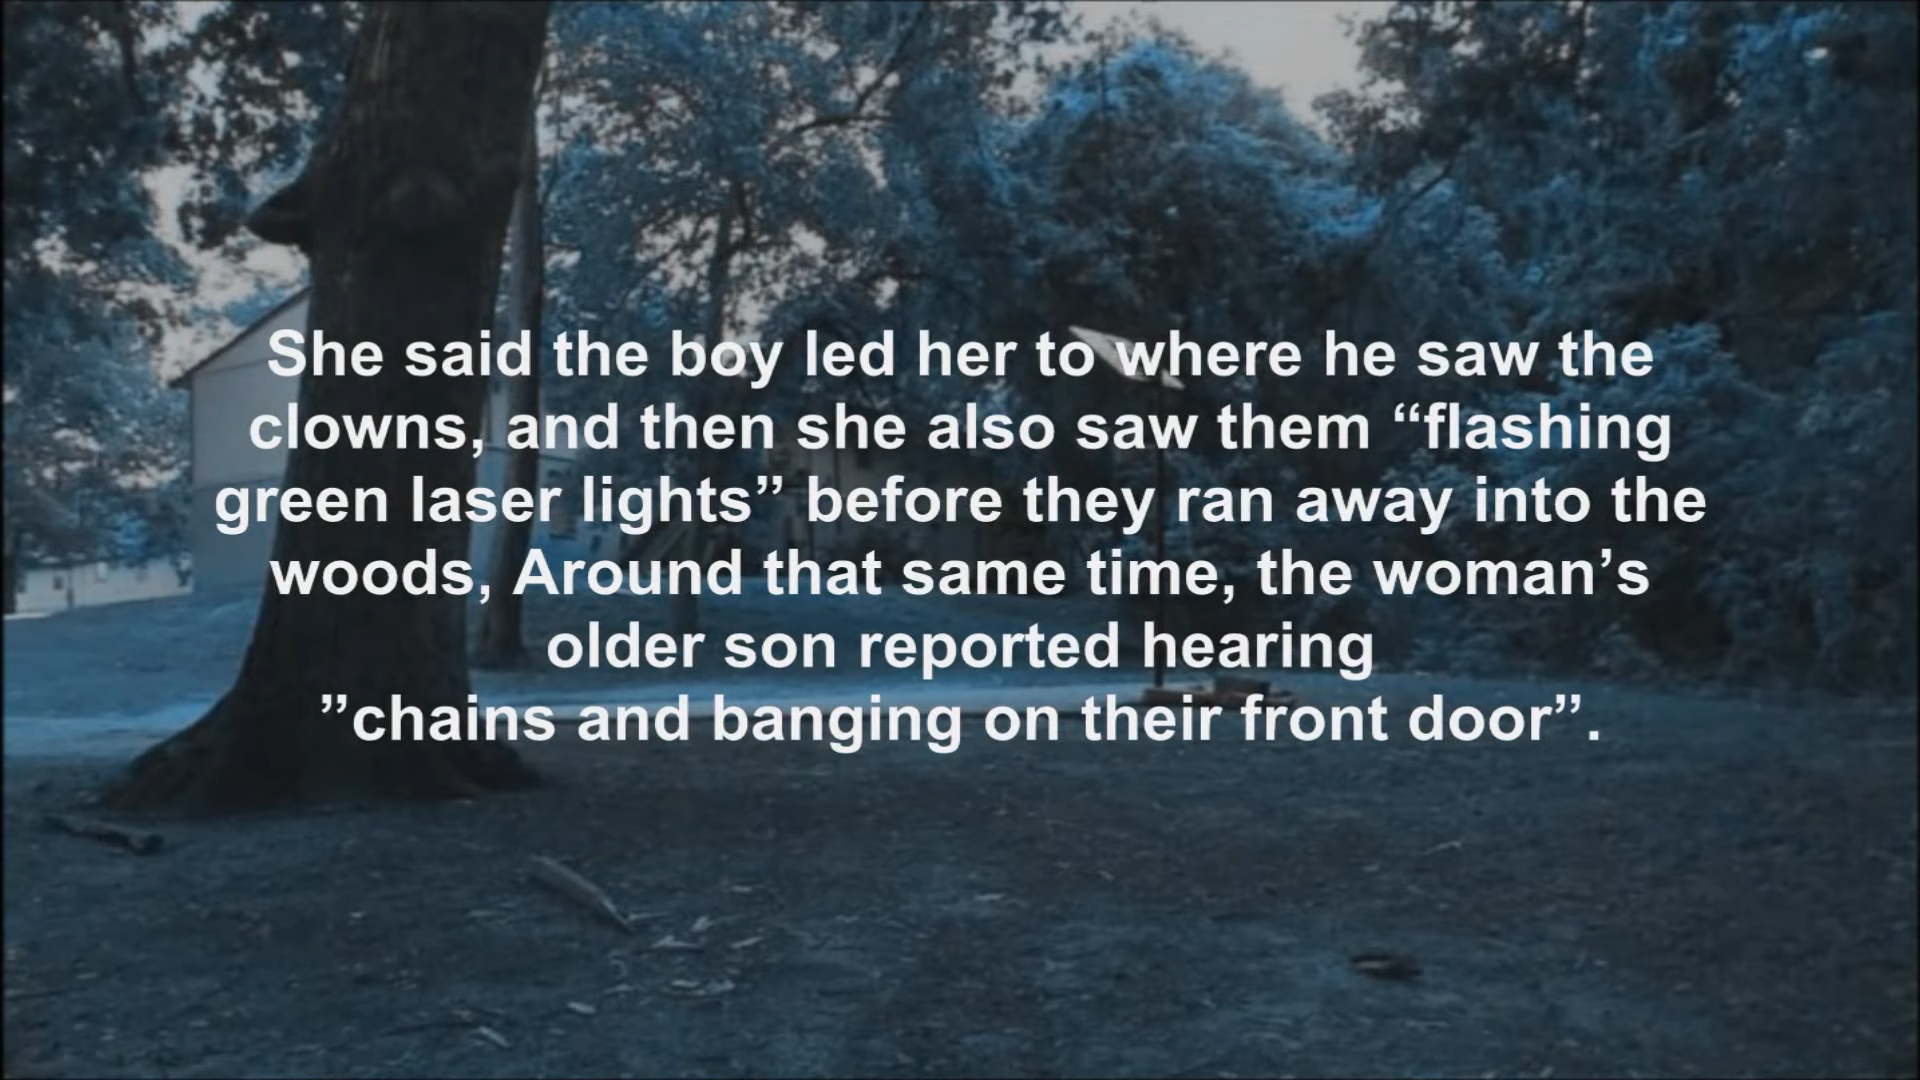 She said the boy led her to where he saw the
clowns, and then she also saw them “flashing
green laser lights” before they ran away into the
woods, Around that same time, the woman’s
older son reported hearing
”chains and banging on their front door”.